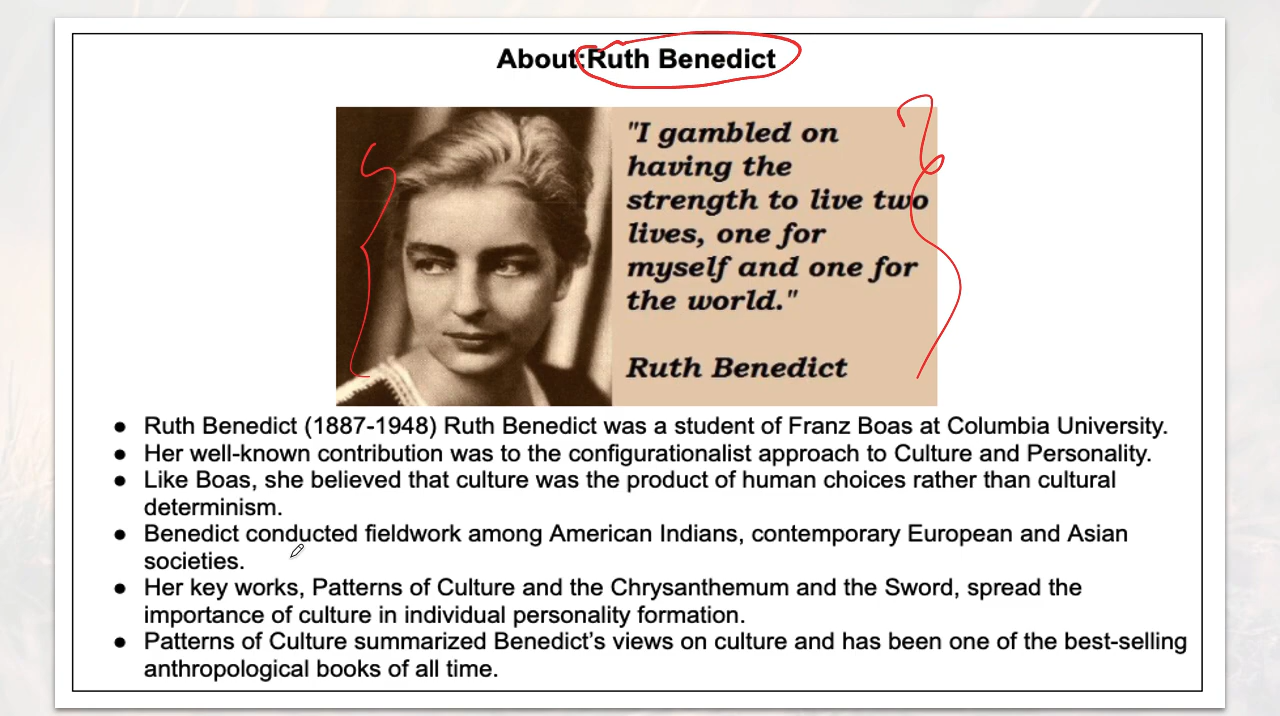 About:Ruth Benedict
"I gambled on
having the
strength to live two
lives, one for
myself and one for
the world."
Ruth Benedict
● Ruth Benedict (1887-1948) Ruth Benedict was a student of Franz Boas at Columbia University.
● Her well-known contribution was to the configurationalist approach to Culture and Personality.
● Like Boas, she believed that culture was the product of human choices rather than cultural
determinism.
● Benedict conducted fieldwork among American Indians, contemporary European and Asian
societies.
● Her key works, Patterns of Culture and the Chrysanthemum and the Sword, spread the
importance of culture in individual personality formation.
● Patterns of Culture summarized Benedict’s views on culture and has been one of the best-selling
anthropological books of all time.